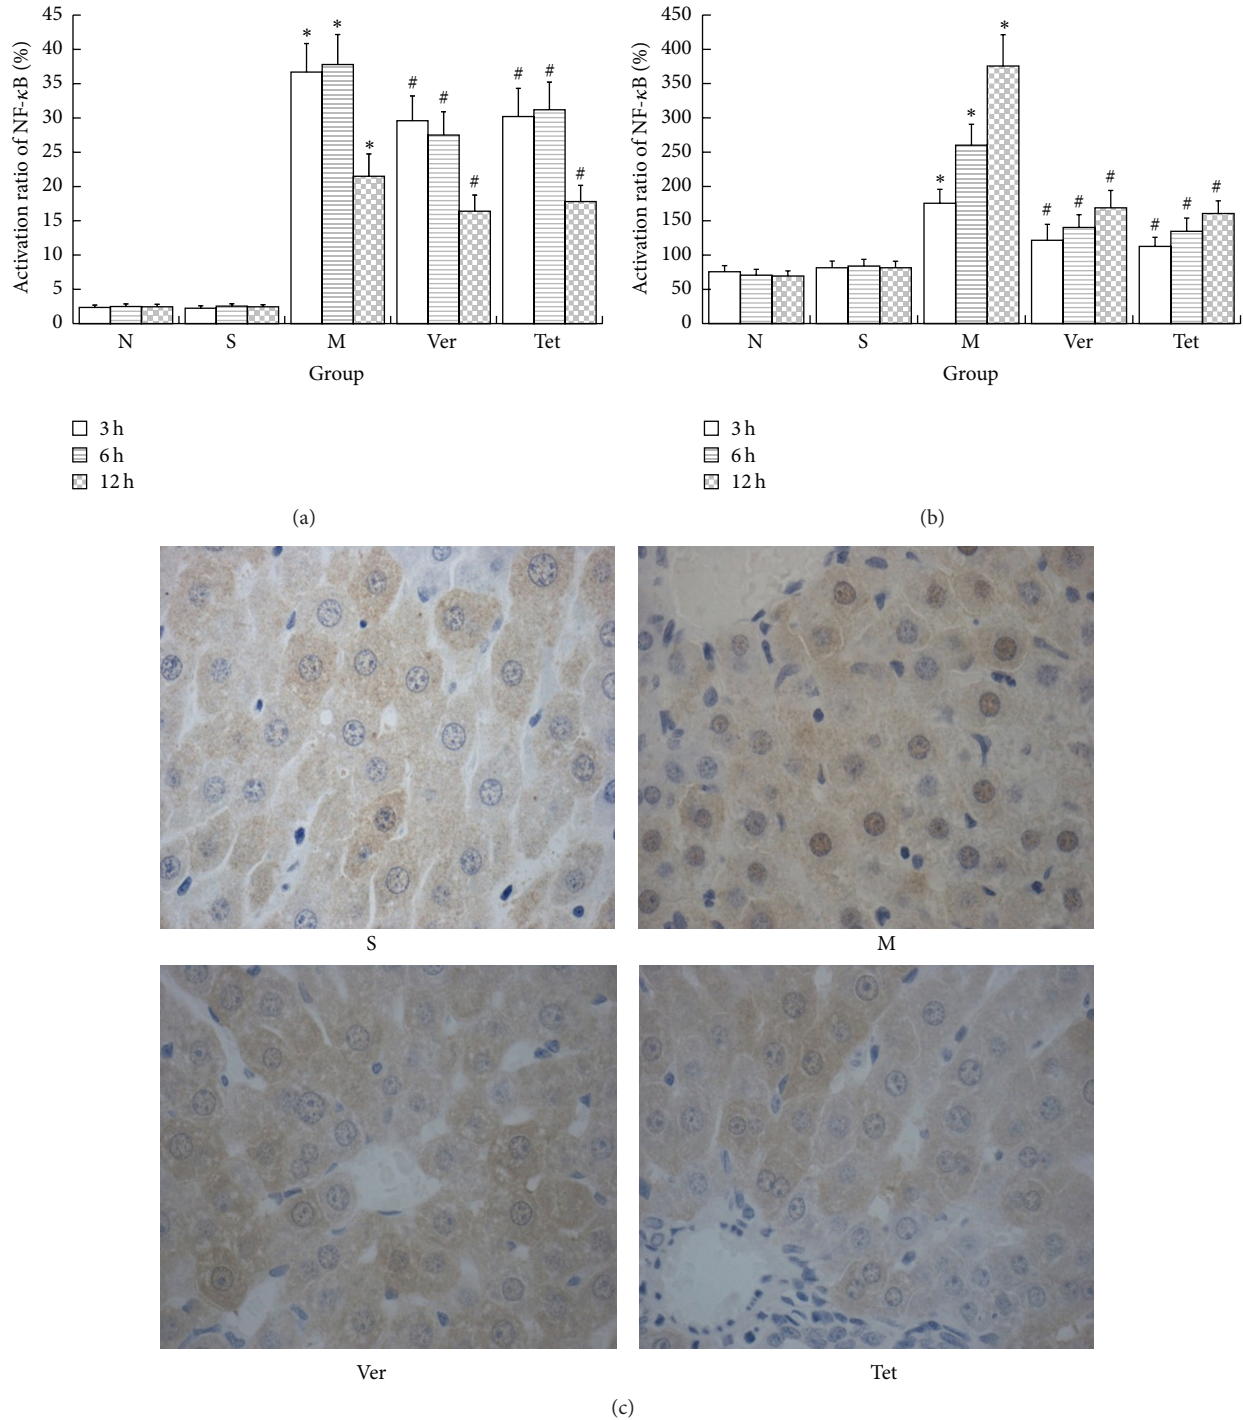 45
40
35
30
25
20
15
10
5
0
Activation ratio of NF-κB (%)
* * *
# # #
# # #
N S M Ver Tet
Group
3 h
6 h
12 h
(a)
450
400
350
300
250
200
150
100
50
0
Activation ratio of NF-κB (%)
* * *
# # #
# # #
N S M Ver Tet
Group
3 h
6 h
12 h
(b)
S
M
Ver
Tet
(c)